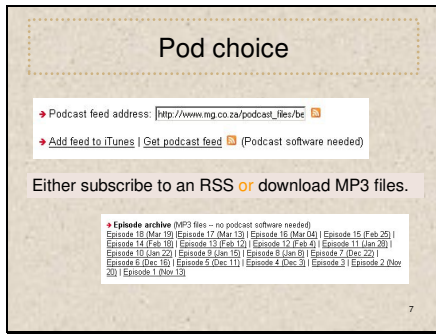 Pod choice
➔ Podcast feed address: http://www.mg.co.za/podcast_files/be
➔ Add feed to iTunes | Get podcast feed (Podcast software needed)
Either subscribe to an RSS or download MP3 files.
➔ Episode archive (MP3 files -- no podcast software needed)
Episode 18 (Mar 19) | Episode 17 (Mar 13) | Episode 16 (Mar 04) | Episode 15 (Feb 25) |
Episode 14 (Feb 18) | Episode 13 (Feb 12) | Episode 12 (Feb 4) | Episode 11 (Jan 28) |
Episode 10 (Jan 22) | Episode 9 (Jan 15) | Episode 8 (Jan 8) | Episode 7 (Dec 22) |
Episode 6 (Dec 16) | Episode 5 (Dec 11) | Episode 4 (Dec 3) | Episode 3 | Episode 2 (Nov
20) | Episode 1 (Nov 13)
7